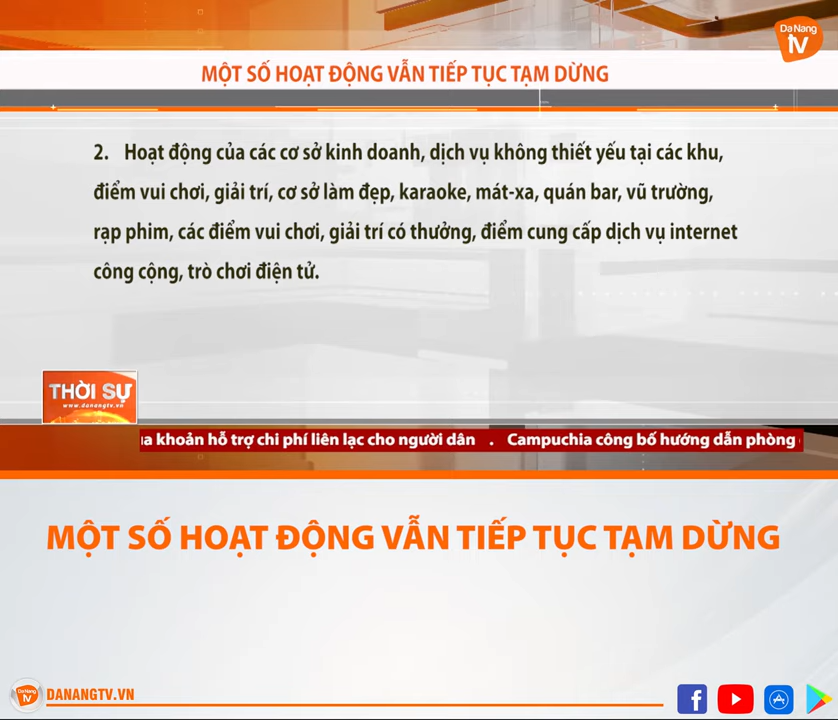 Da Nang
tv
MỘT SỐ HOẠT ĐỘNG VẪN TIẾP TỤC TẠM DỪNG
2. Hoạt động của các cơ sở kinh doanh, dịch vụ không thiết yếu tại các khu,
điểm vui chơi, giải trí, cơ sở làm đẹp, karaoke, mát-xa, quán bar, vũ trường,
rạp phim, các điểm vui chơi, giải trí có thưởng, điểm cung cấp dịch vụ internet
công cộng, trò chơi điện tử.
THỜI SỰ
www.danangtv.vn
khoản hỗ trợ chi phí liên lạc cho người dân . Campuchia công bố hướng dẫn phòng
MỘT SỐ HOẠT ĐỘNG VẪN TIẾP TỤC TẠM DỪNG
Da Nang
tv
DANANGTV.VN